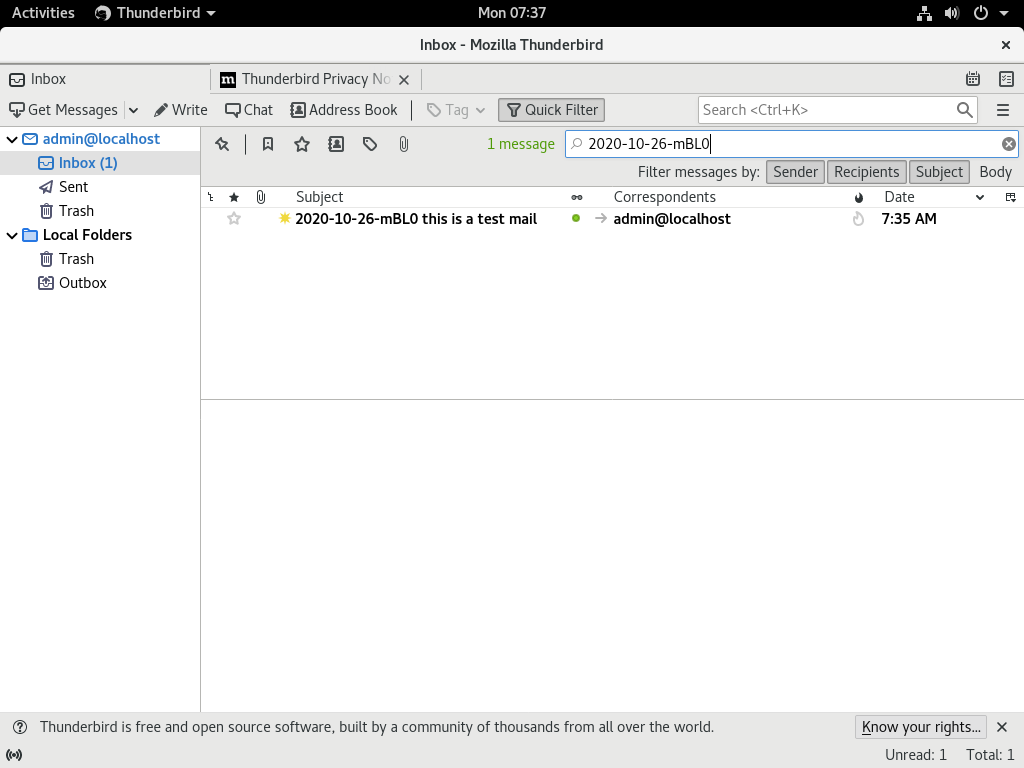 Activities Thunderbird Mon 07:37
Inbox - Mozilla Thunderbird
Inbox Thunderbird Privacy No
Get Messages Write Chat Address Book Tag Quick Filter Search <Ctrl+K>
admin@localhost
Inbox (1)
Sent
Trash
Local Folders
Trash
Outbox
1 message 2020-10-26-mBL0
Filter messages by: Sender Recipients Subject Body
Subject Correspondents Date
2020-10-26-mBL0 this is a test mail admin@localhost 7:35 AM
Thunderbird is free and open source software, built by a community of thousands from all over the world. Know your rights...
Unread: 1 Total: 1